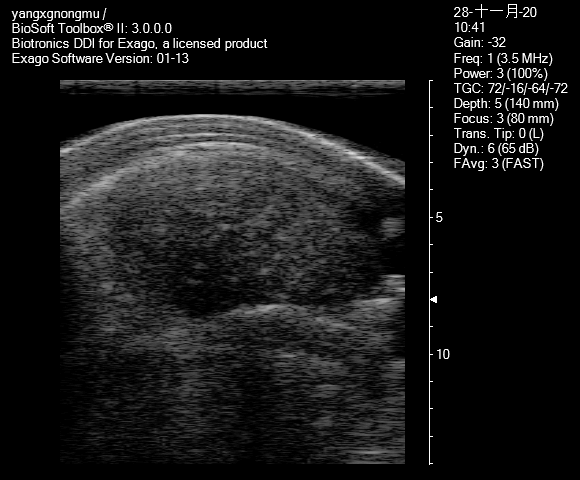 yangxgnongmu /
BioSoft Toolbox® II: 3.0.0.0
Biotronics DDI for Exago, a licensed product
Exago Software Version: 01-13
28-十一月-20
10:41
Gain: -32
Freq: 1 (3.5 MHz)
Power: 3 (100%)
TGC: 72/-16/-64/-72
Depth: 5 (140 mm)
Focus: 3 (80 mm)
Trans. Tip: 0 (L)
Dyn.: 6 (65 dB)
FAvg: 3 (FAST)
5
10